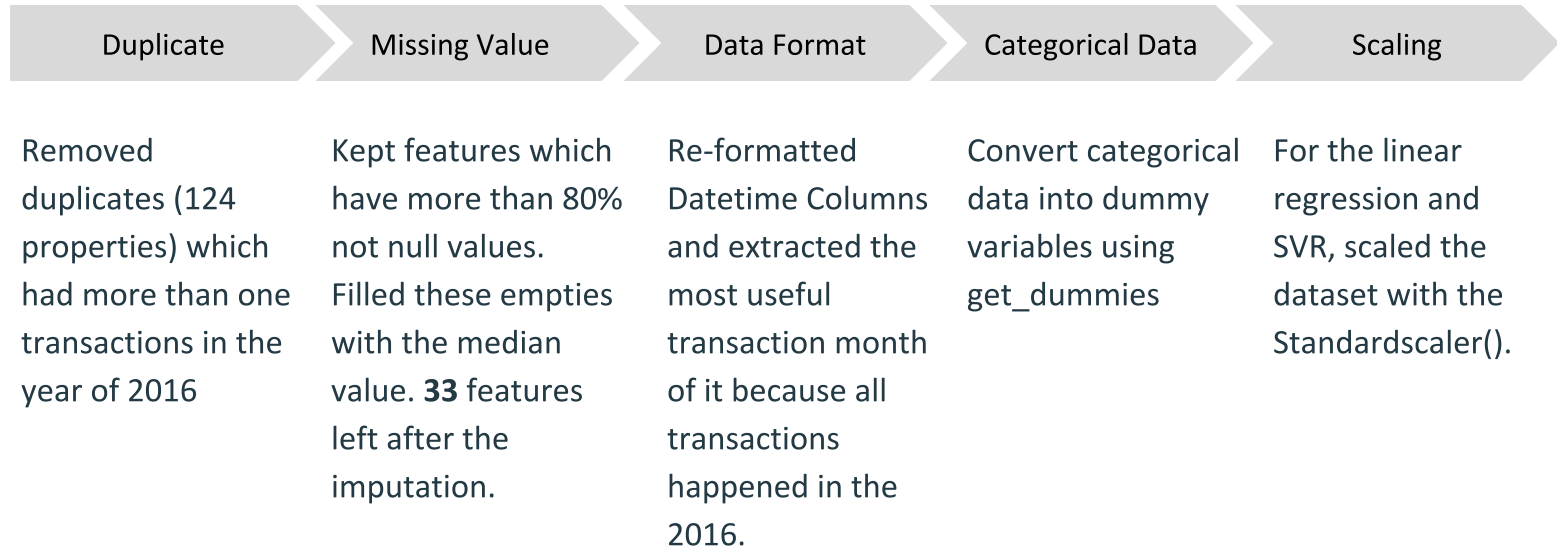 Duplicate
Missing Value
Data Format
Categorical Data
Scaling
Removed
duplicates (124
properties) which
had more than one
transactions in the
year of 2016
Kept features which
have more than 80%
not null values.
Filled these empties
with the median
value. 33 features
left after the
imputation.
Re-formatted
Datetime Columns
and extracted the
most useful
transaction month
of it because all
transactions
happened in the
2016.
Convert categorical
data into dummy
variables using
get_dummies
For the linear
regression and
SVR, scaled the
dataset with the
Standardscaler().